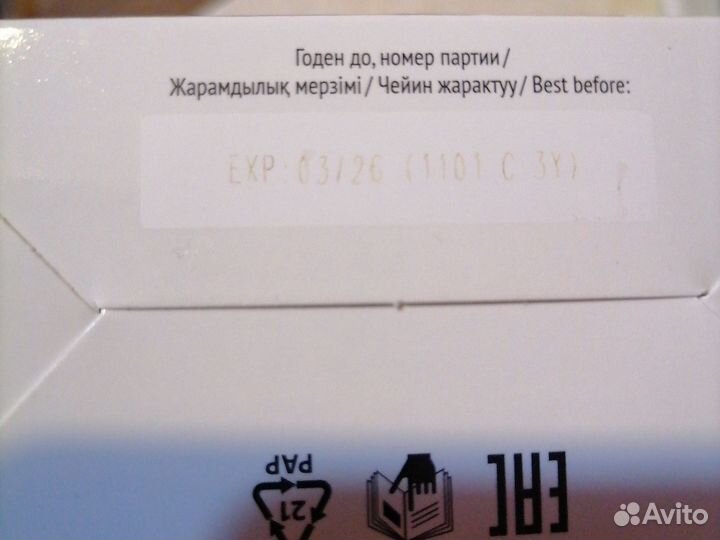 Годен до, номер партии/
Жарамдылық мерзімі/ Чейин жарактуу/ Best before:
EXP: 03/26 (1101 C 3Y)
PAP
21
EAC
Avito